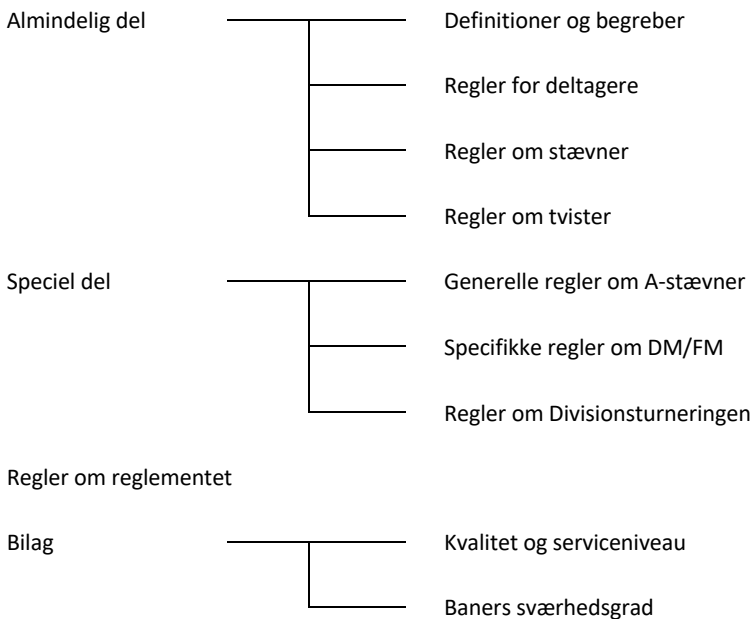 Almindelig del
Definitioner og begreber
Regler for deltagere
Regler om stævner
Regler om tvister
Speciel del
Generelle regler om A-stævner
Specifikke regler om DM/FM
Regler om Divisionsturneringen
Regler om reglementet
Bilag
Kvalitet og serviceniveau
Baners sværhedsgrad